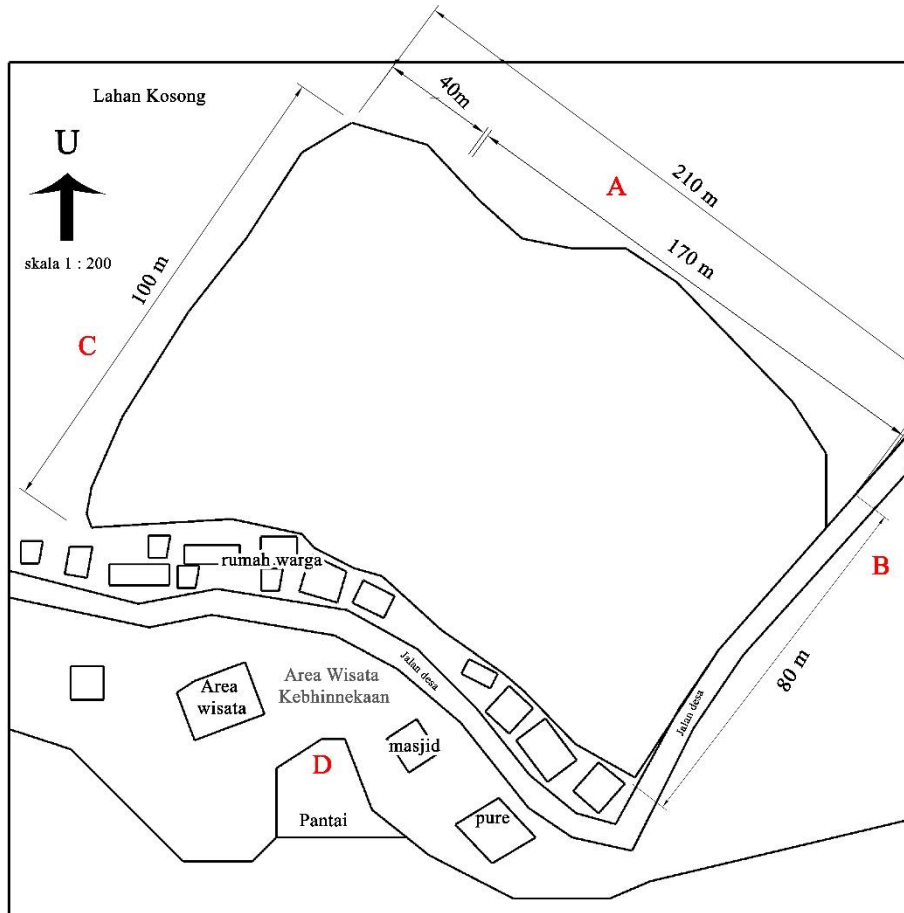 Lahan Kosong
U
skala 1 : 200
40m
A
210 m
170 m
100 m
C
B
80 m
rumah warga
Jalan desa
Jalan desa
Area
wisata
Area Wisata
Kebhinnekaan
masjid
D
Pantai
pure